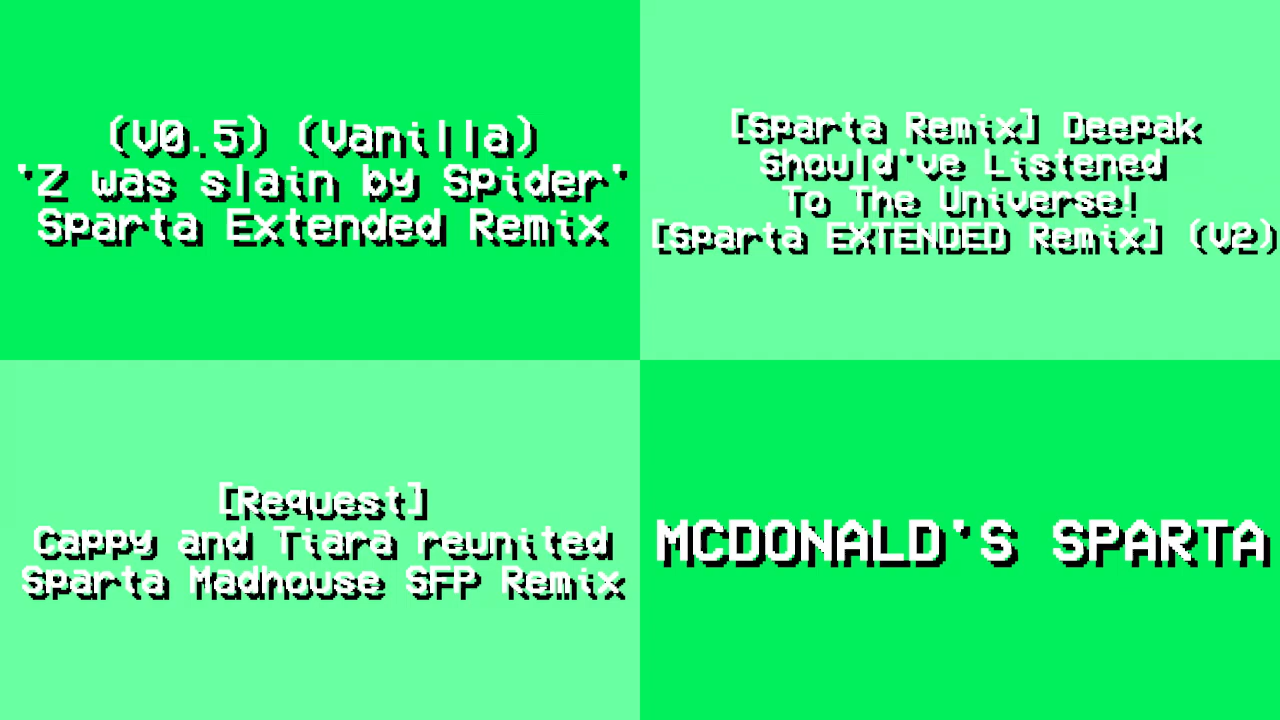 (V0.5) (Vanilla)
'Z was slain by Spider'
Sparta Extended Remix
[Sparta Remix] Deepak
Should've Listened
To The Universe!
[Sparta EXTENDED Remix] (V2)
[Request]
Cappy and Tiara reunited
Sparta Madhouse SFP Remix
MCDONALD'S SPARTA